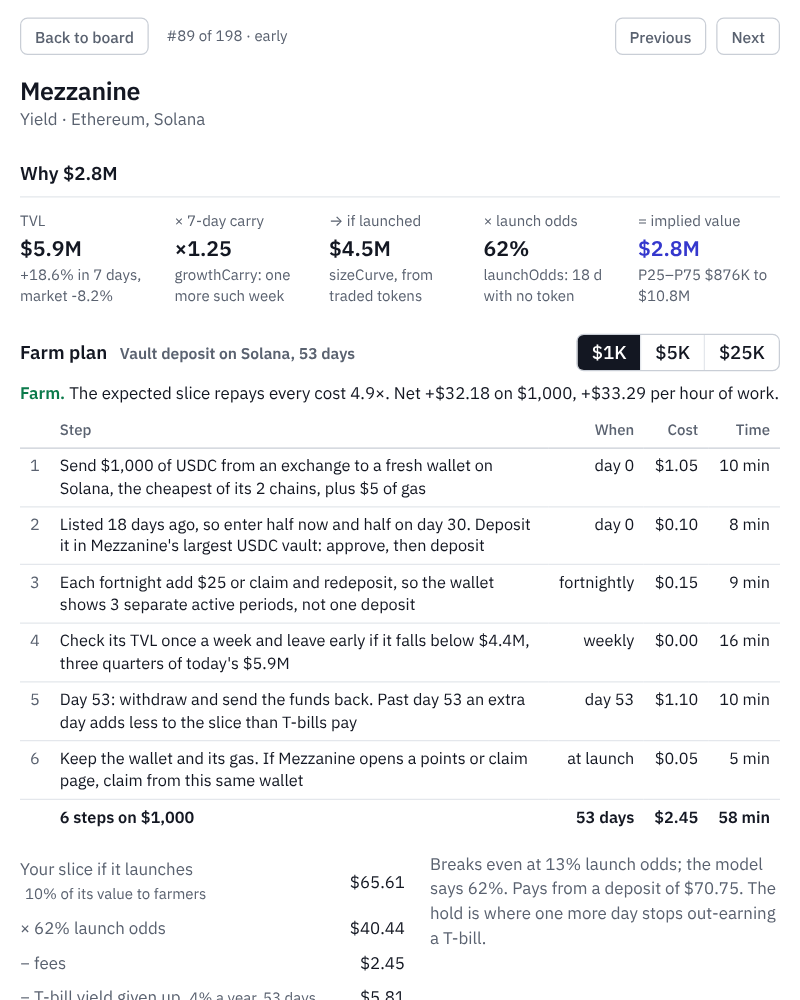 Back to board #89 of 198 · early Previous Next
Mezzanine
Yield · Ethereum, Solana
Why $2.8M
TVL × 7-day carry → if launched × launch odds = implied value
$5.9M ×1.25 $4.5M 62% $2.8M
+18.6% in 7 days, growthCarry: one sizeCurve, from launchOdds: 18 d P25–P75 $876K to
market -8.2% more such week traded tokens with no token $10.8M
Farm plan Vault deposit on Solana, 53 days $1K $5K $25K
Farm. The expected slice repays every cost 4.9×. Net +$32.18 on $1,000, +$33.29 per hour of work.
Step When Cost Time
1 Send $1,000 of USDC from an exchange to a fresh wallet on day 0 $1.05 10 min
Solana, the cheapest of its 2 chains, plus $5 of gas
2 Listed 18 days ago, so enter half now and half on day 30. Deposit day 0 $0.10 8 min
it in Mezzanine's largest USDC vault: approve, then deposit
3 Each fortnight add $25 or claim and redeposit, so the wallet fortnightly $0.15 9 min
shows 3 separate active periods, not one deposit
4 Check its TVL once a week and leave early if it falls below $4.4M, weekly $0.00 16 min
three quarters of today's $5.9M
5 Day 53: withdraw and send the funds back. Past day 53 an extra day 53 $1.10 10 min
day adds less to the slice than T-bills pay
6 Keep the wallet and its gas. If Mezzanine opens a points or claim at launch $0.05 5 min
page, claim from this same wallet
6 steps on $1,000 53 days $2.45 58 min
Your slice if it launches $65.61
10% of its value to farmers
× 62% launch odds $40.44
– fees $2.45
– T-bill yield given up 4% a year, 53 days $5.81
Breaks even at 13% launch odds; the model
says 62%. Pays from a deposit of $70.75. The
hold is where one more day stops out-earning
a T-bill.